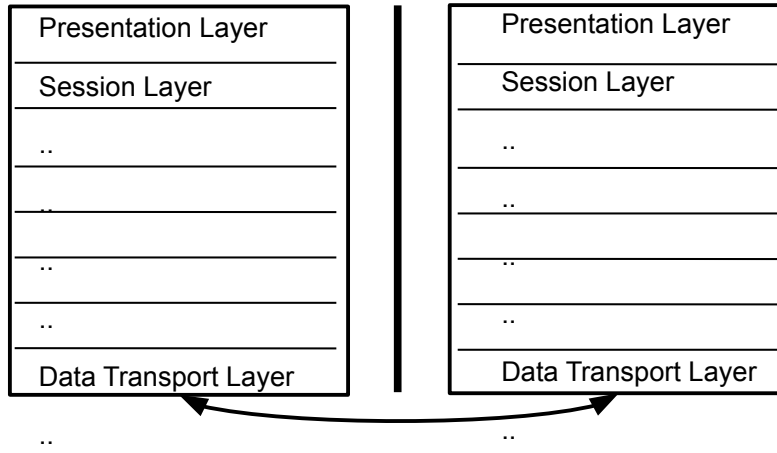 Presentation Layer
Session Layer
..
..
..
..
Data Transport Layer
..
Presentation Layer
Session Layer
..
..
..
..
Data Transport Layer
..